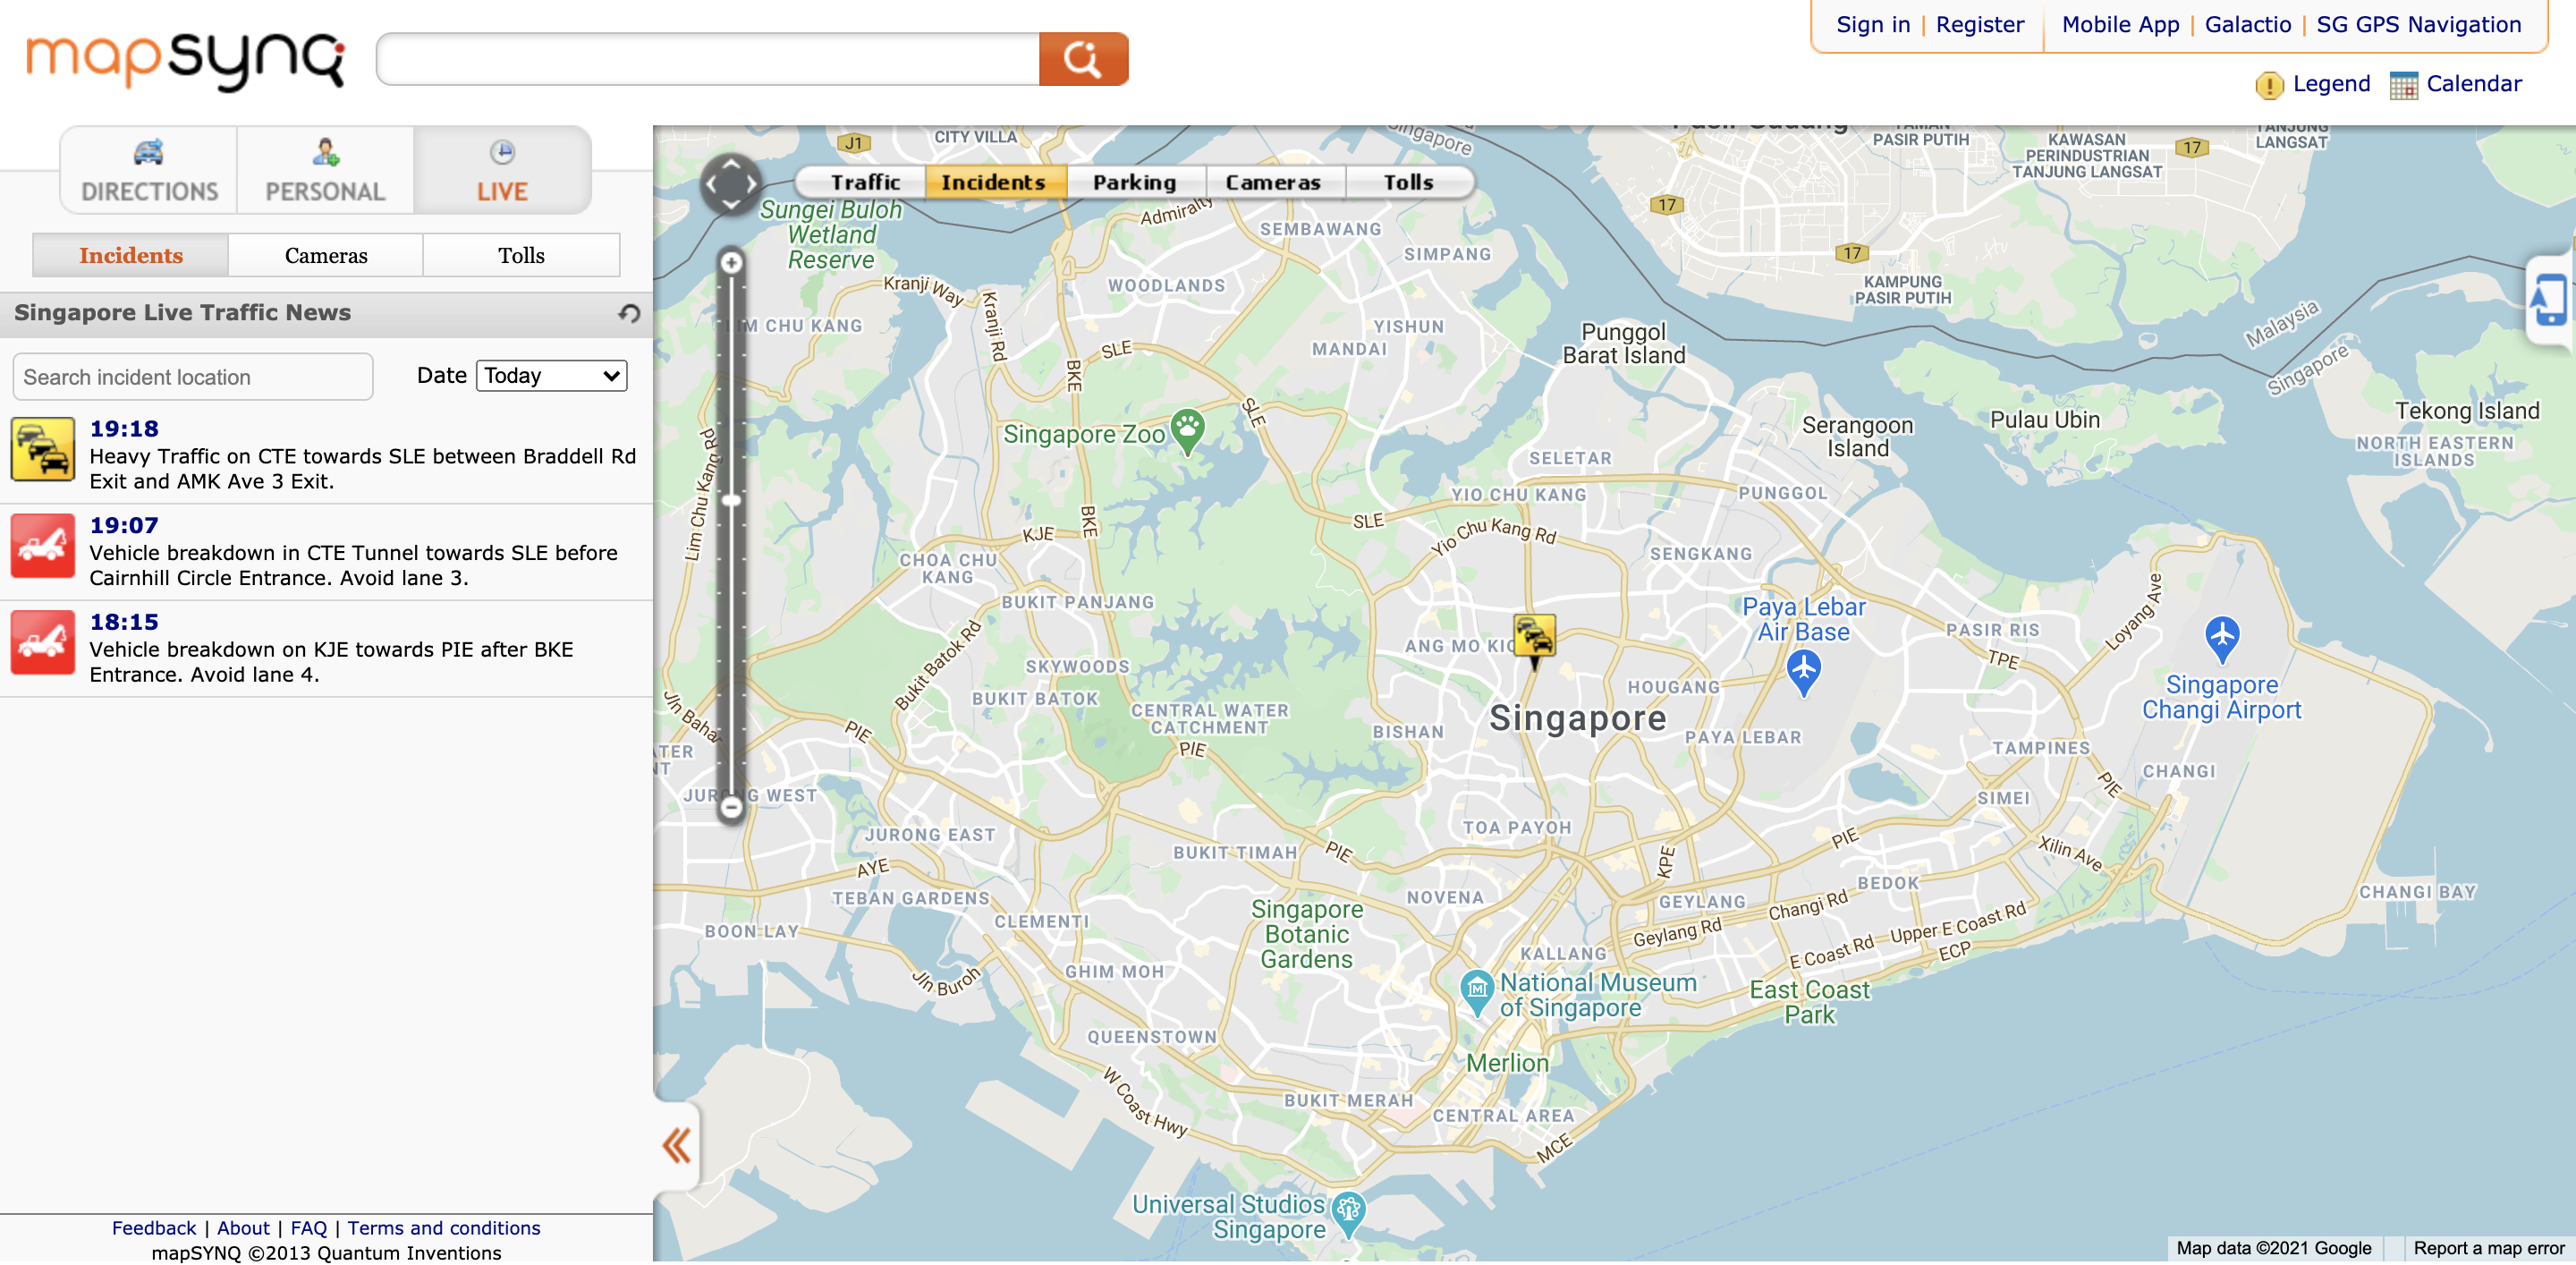 mapsynq
Sign in | Register
Mobile App | Galactio | SG GPS Navigation
Legend
Calendar
DIRECTIONS
PERSONAL
LIVE
Incidents
Cameras
Tolls
Singapore Live Traffic News
Search incident location
Date
Today
19:18
Heavy Traffic on CTE towards SLE between Braddell Rd
Exit and AMK Ave 3 Exit.
19:07
Vehicle breakdown in CTE Tunnel towards SLE before
Cairnhill Circle Entrance. Avoid lane 3.
18:15
Vehicle breakdown on KJE towards PIE after BKE
Entrance. Avoid lane 4.
Feedback | About | FAQ | Terms and conditions
mapSYNQ ©2013 Quantum Inventions
Traffic
Incidents
Parking
Cameras
Tolls
J1
CITY VILLA
Singapore
PASIR PUTIH
KAWASAN
PERINDUSTRIAN
TANJUNG LANGSAT
17
TANJUNG
LANGSAT
17
17
KAMPUNG
PASIR PUTIH
Sungei Buloh
Wetland
Reserve
Admiralty
SEMBAWANG
SIMPANG
Kranji Way
Kranji Rd
WOODLANDS
LIM CHU KANG
YISHUN
MANDAI
Punggol
Barat Island
Malaysia
Singapore
SLE
BKE
SLE
Singapore Zoo
Serangoon
Island
Pulau Ubin
Tekong Island
NORTH EASTERN
ISLANDS
Lim Chu Kang Rd
SELETAR
YIO CHU KANG
PUNGGOL
BKE
KJE
SLE
Yio Chu Kang Rd
SENGKANG
CHOA CHU
KANG
BUKIT PANJANG
Paya Lebar
Air Base
PASIR RIS
Loyang Ave
TPE
ANG MO KIO
Bukit Batok Rd
SKYWOODS
BUKIT BATOK
HOUGANG
Singapore
Changi Airport
Jln Bahar
PIE
CENTRAL WATER
CATCHMENT
PIE
BISHAN
Singapore
PAYA LEBAR
TAMPINES
CHANGI
PIE
JURONG WEST
SIMEI
JURONG EAST
TOA PAYOH
BUKIT TIMAH
PIE
KPE
PIE
Xilin Ave
AYE
TEBAN GARDENS
BEDOK
CHANGI BAY
NOVENA
GEYLANG
Changi Rd
Singapore
Botanic
Gardens
CLEMENTI
BOON LAY
Geylang Rd
Upper E Coast Rd
E Coast Rd
ECP
KALLANG
GHIM MOH
Jln Buroh
National Museum
of Singapore
East Coast
Park
QUEENSTOWN
Merlion
W Coast Hwy
BUKIT MERAH
CENTRAL AREA
MCE
Universal Studios
Singapore
Map data ©2021 Google
Report a map error